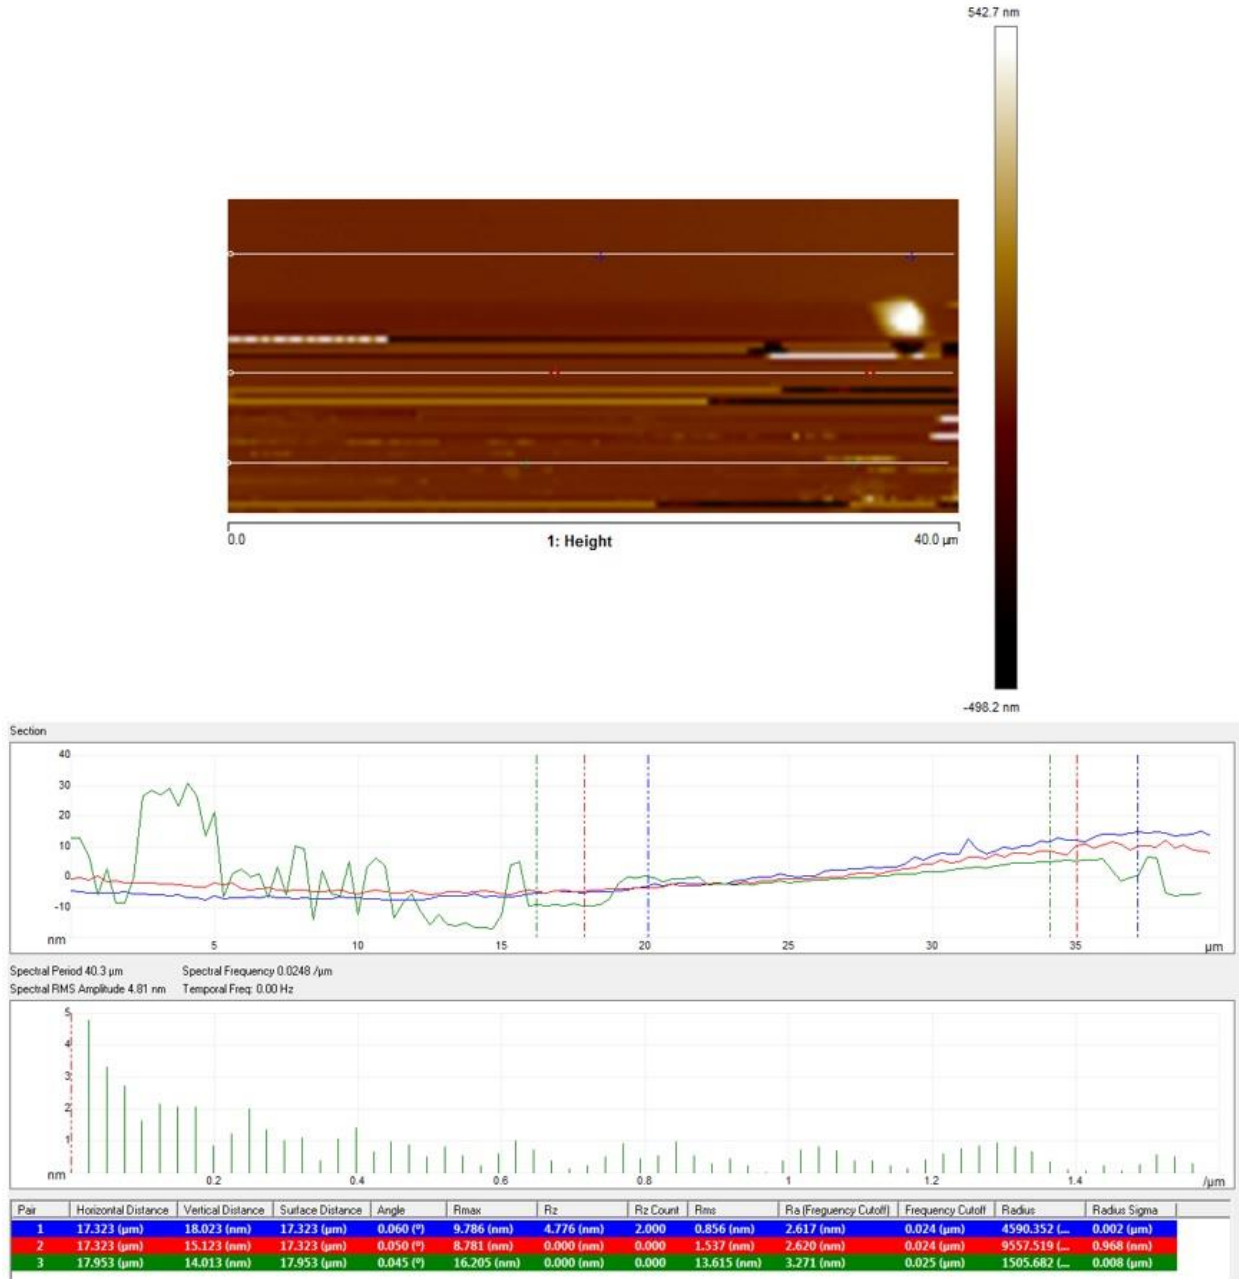 542.7 nm
-498.2 nm
0.0 1: Height 40.0 µm
Section
40
30
20
10
0
-10
nm 5 10 15 20 25 30 35 µm
Spectral Period 40.3 µm Spectral Frequency 0.0248 /µm
Spectral RMS Amplitude 4.81 nm Temporal Freq: 0.00 Hz
5
4
3
2
1
nm 0.2 0.4 0.6 0.8 1 1.2 1.4 /µm
Pair Horizontal Distance Vertical Distance Surface Distance Angle Rmax Rz Rz Count Rms Ra (Freguency Cutoff) Frequency Cutoff Radius Radius Sigma
1 17.323 (µm) 18.023 (nm) 17.323 (µm) 0.060 (º) 9.786 (nm) 4.776 (nm) 2.000 0.856 (nm) 2.617 (nm) 0.024 (µm) 4590.352 (... 0.002 (µm)
2 17.323 (µm) 15.123 (nm) 17.323 (µm) 0.050 (º) 8.781 (nm) 0.000 (nm) 0.000 1.537 (nm) 2.620 (nm) 0.024 (µm) 9557.519 (... 0.968 (nm)
3 17.953 (µm) 14.013 (nm) 17.953 (µm) 0.045 (º) 16.205 (nm) 0.000 (nm) 0.000 13.615 (nm) 3.271 (nm) 0.025 (µm) 1505.682 (... 0.008 (µm)